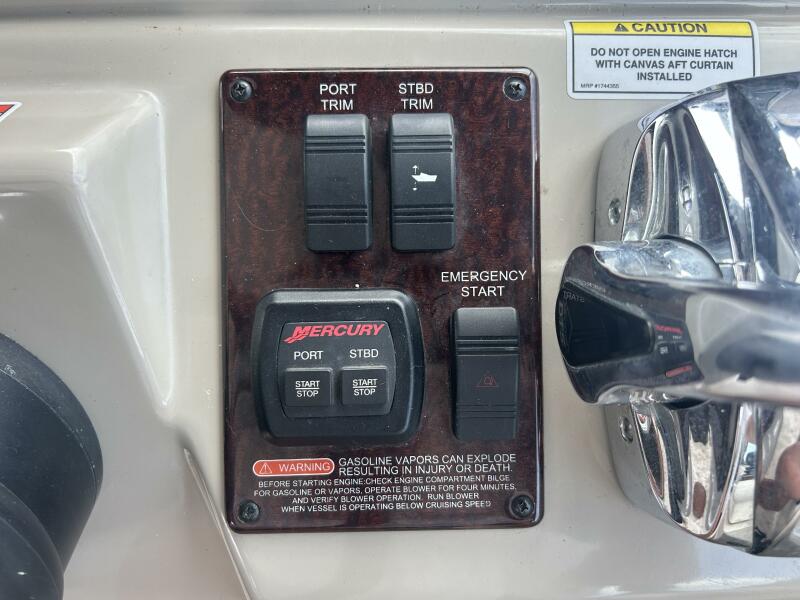 CAUTION
DO NOT OPEN ENGINE HATCH
WITH CANVAS AFT CURTAIN
INSTALLED
MRP #1744355
PORT
TRIM
STBD
TRIM
EMERGENCY
START
MERCURY
PORT STBD
START
STOP
START
STOP
WARNING
GASOLINE VAPORS CAN EXPLODE
RESULTING IN INJURY OR DEATH.
BEFORE STARTING ENGINE:CHECK ENGINE COMPARTMENT BILGE
FOR GASOLINE OR VAPORS, OPERATE BLOWER FOR FOUR MINUTES,
AND VERIFY BLOWER OPERATION. RUN BLOWER
WHEN VESSEL IS OPERATING BELOW CRUISING SPEED